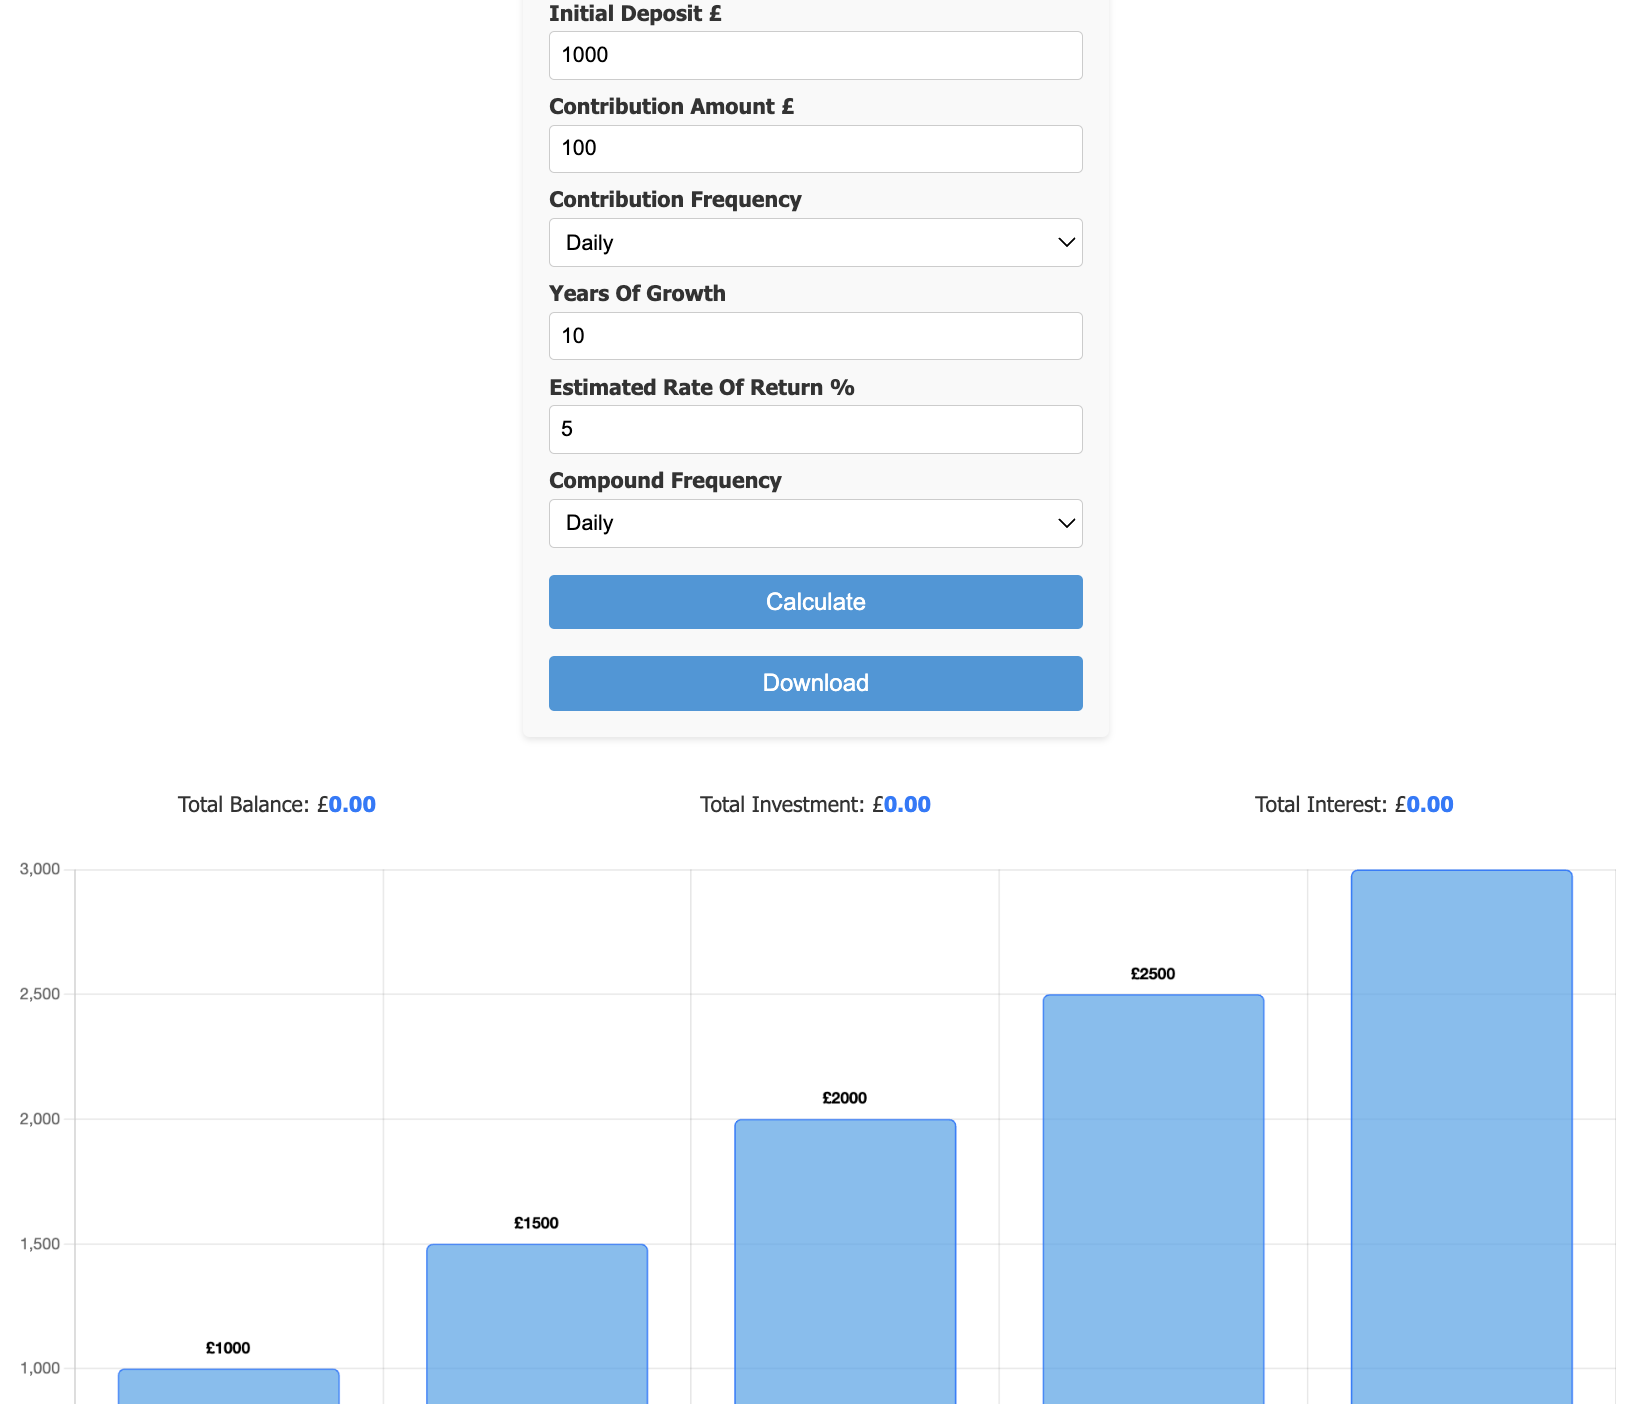 Initial Deposit £
1000
Contribution Amount £
100
Contribution Frequency
Daily
Years Of Growth
10
Estimated Rate Of Return %
5
Compound Frequency
Daily
Calculate
Download
Total Balance: £0.00
Total Investment: £0.00
Total Interest: £0.00
3,000
£2500
2,500
£2000
2,000
£1500
1,500
£1000
1,000